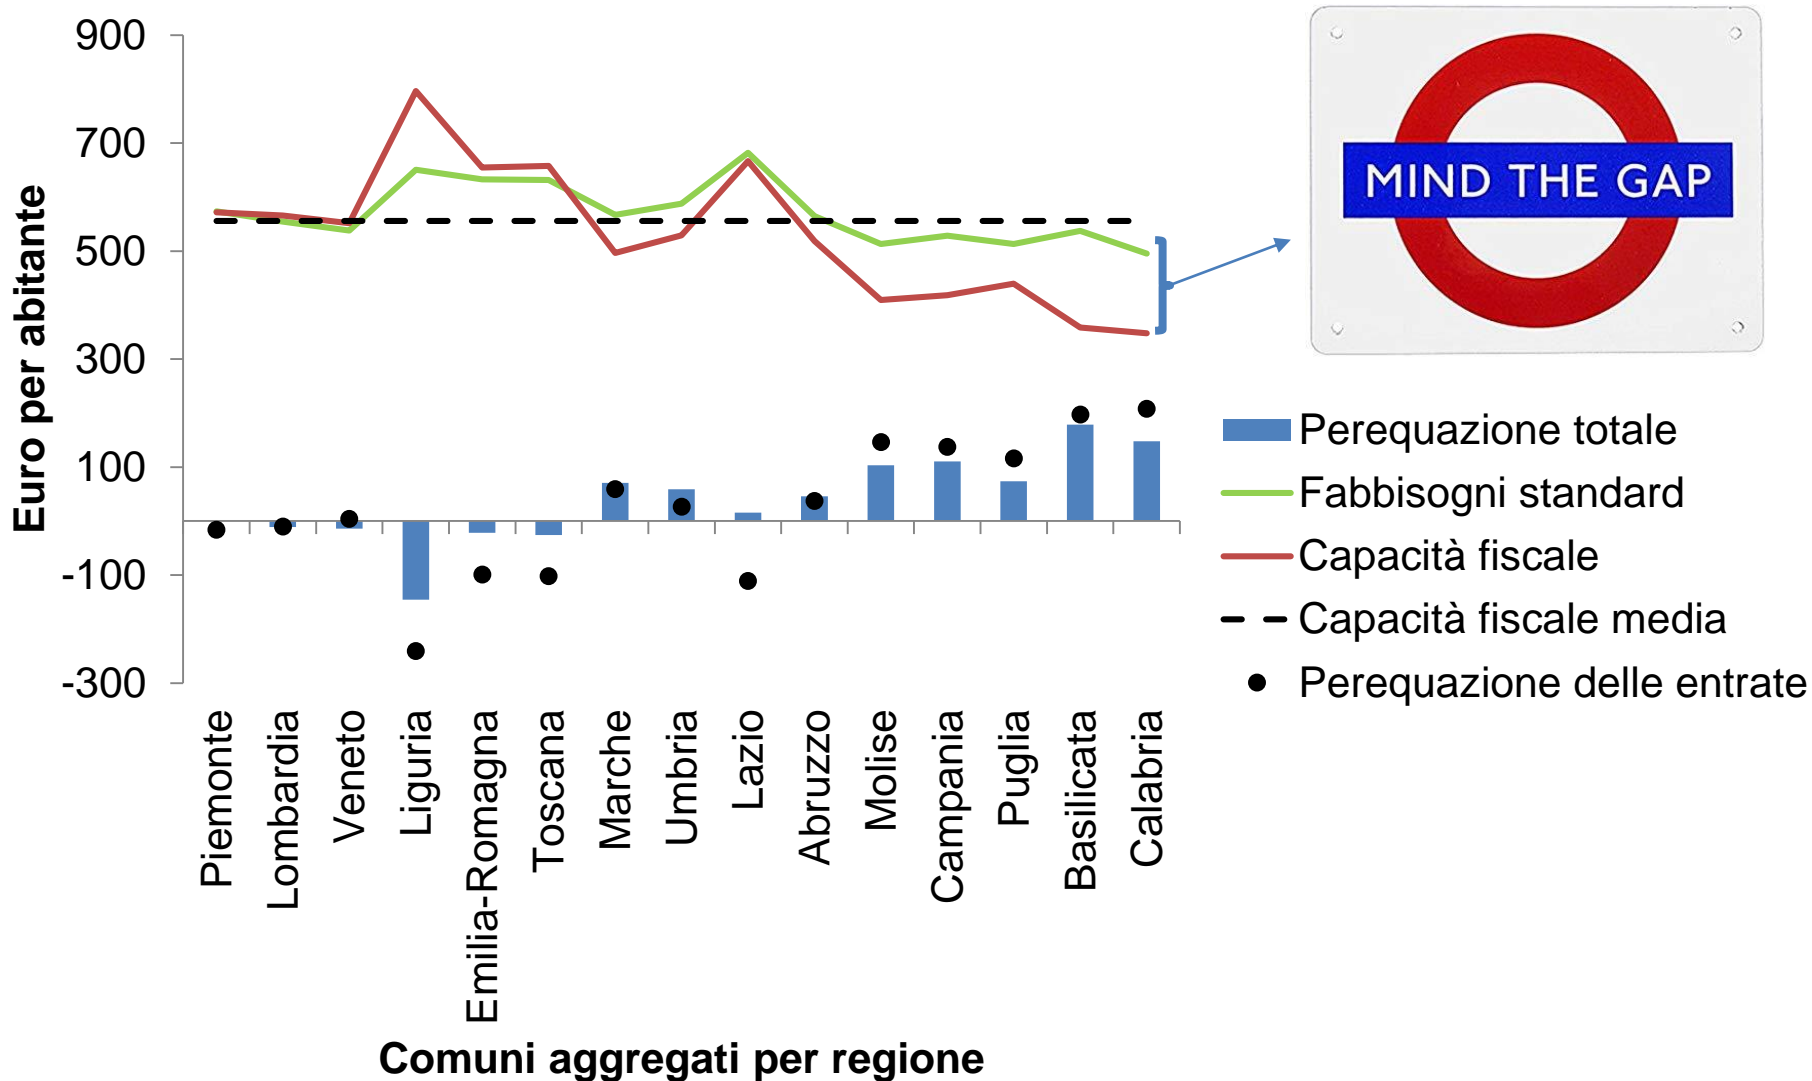 900
700
500
300
100
-100
-300
Euro per abitante
MIND THE GAP
Perequazione totale
Fabbisogni standard
Capacità fiscale
Capacità fiscale media
Perequazione delle entrate
Piemonte
Lombardia
Veneto
Liguria
Emilia-Romagna
Toscana
Marche
Umbria
Lazio
Abruzzo
Molise
Campania
Puglia
Basilicata
Calabria
Comuni aggregati per regione